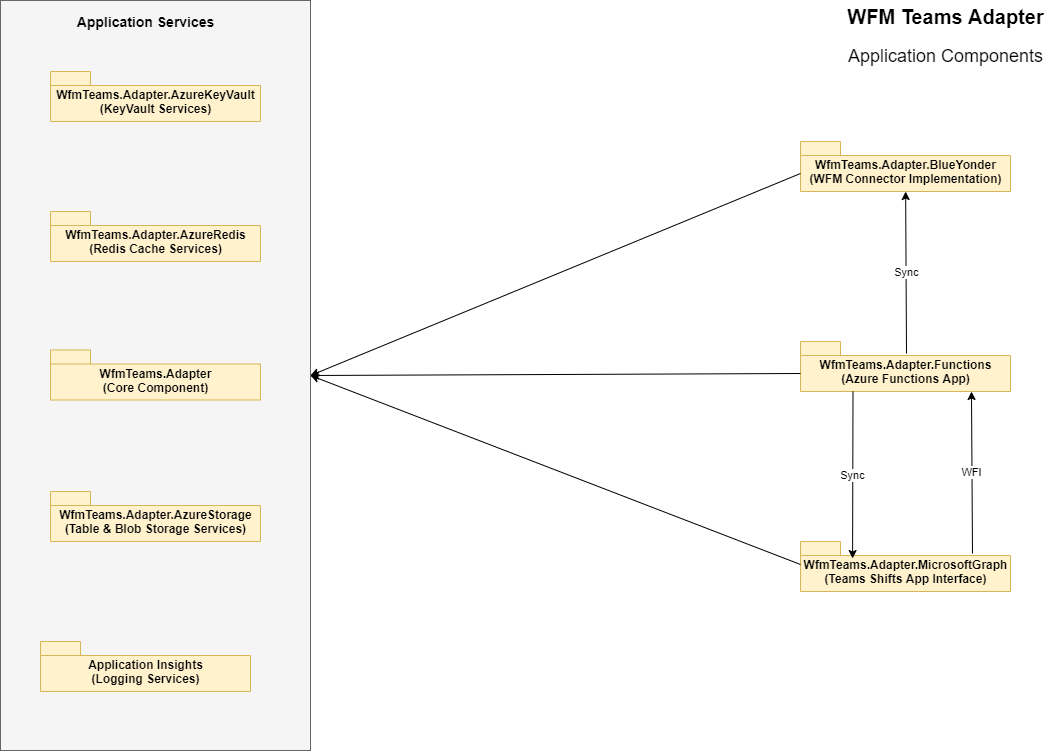 Application Services
WfmTeams.Adapter.AzureKeyVault
(KeyVault Services)
WfmTeams.Adapter.AzureRedis
(Redis Cache Services)
WfmTeams.Adapter
(Core Component)
WfmTeams.Adapter.AzureStorage
(Table & Blob Storage Services)
Application Insights
(Logging Services)
WFM Teams Adapter
Application Components
WfmTeams.Adapter.BlueYonder
(WFM Connector Implementation)
Sync
WfmTeams.Adapter.Functions
(Azure Functions App)
Sync
WFI
WfmTeams.Adapter.MicrosoftGraph
(Teams Shifts App Interface)